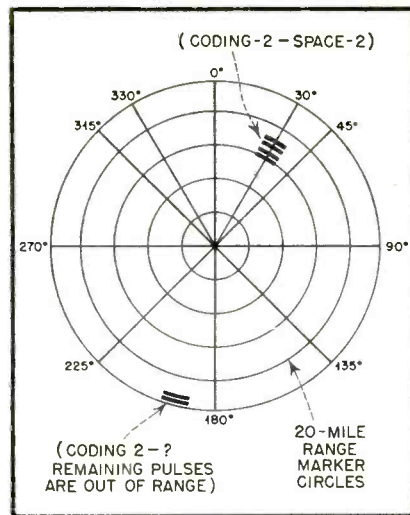 (CODING-2-SPACE-2)
0°
330°
30°
315°
45°
270°
90°
225°
135°
180°
(CODING 2-?
REMAINING PULSES
ARE OUT OF RANGE)
20-MILE
RANGE
MARKER
CIRCLES